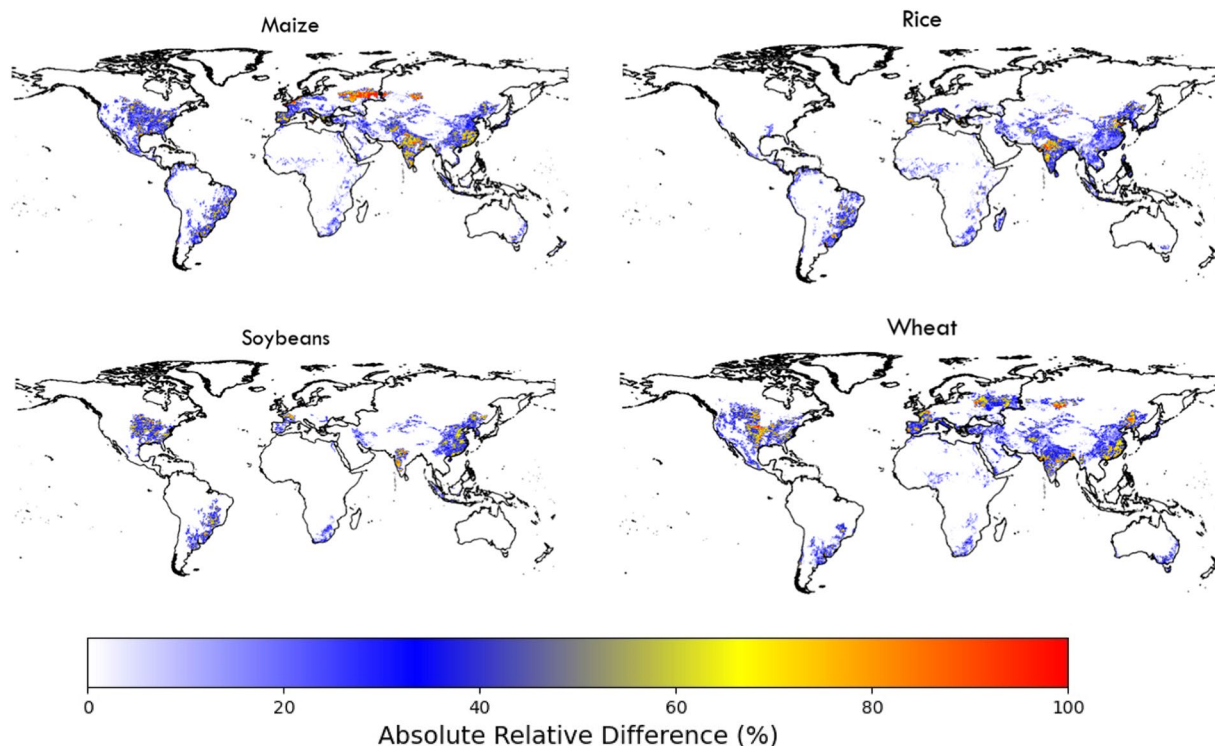 Maize
Rice
Soybeans
Wheat
0 20 40 60 80 100
Absolute Relative Difference (%)